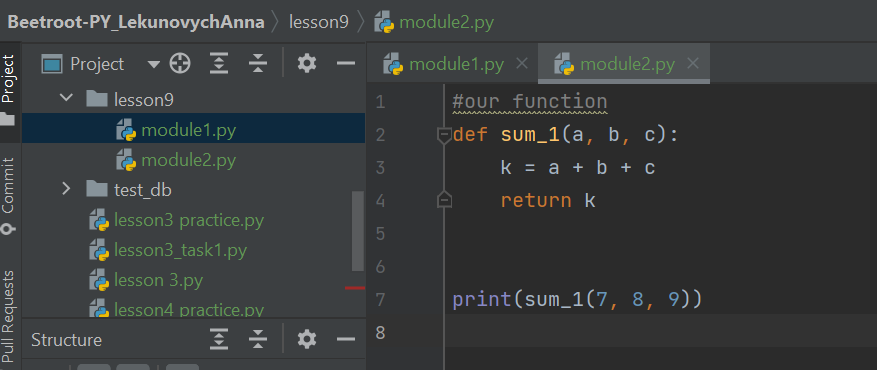 Beetroot-PY_LekunovychAnna lesson9 module2.py
Project
Commit
Pull Requests
Project
lesson9
module1.py
module2.py
test_db
lesson3 practice.py
lesson3_task1.py
lesson 3.py
lesson4 practice.py
Structure
module1.py module2.py
1 #our function
2 def sum_1(a, b, c):
3 k = a + b + c
4 return k
5
6
7 print(sum_1(7, 8, 9))
8